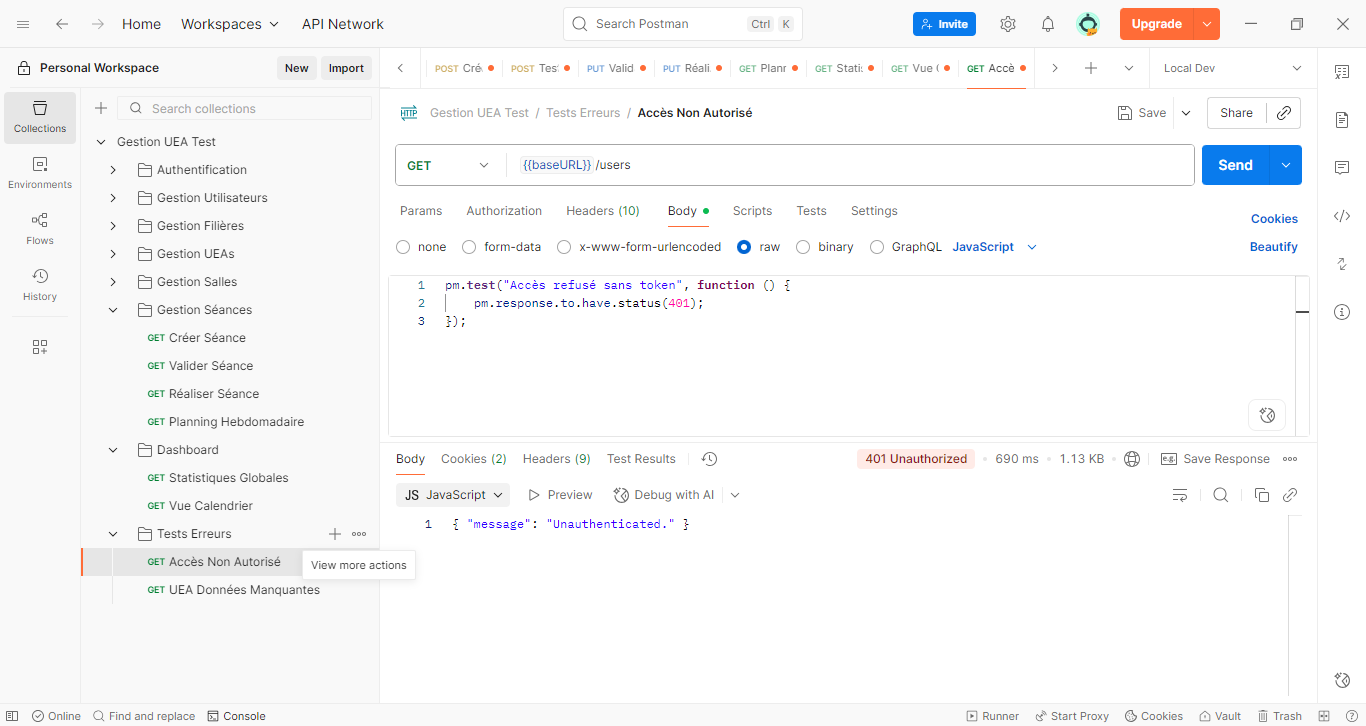 Home Workspaces API Network Search Postman Ctrl K Invite Upgrade
Personal Workspace New Import
POST Cré POST Tes PUT Valid PUT Réali. GET Planr GET Stati: GET Vue GET Accè Local Dev
Collections
Environments
Flows
History
Search collections
Gestion UEA Test
Authentification
Gestion Utilisateurs
Gestion Filières
Gestion UEAs
Gestion Salles
Gestion Séances
GET Créer Séance
GET Valider Séance
GET Réaliser Séance
GET Planning Hebdomadaire
Dashboard
GET Statistiques Globales
GET Vue Calendrier
Tests Erreurs
GET Accès Non Autorisé
View more actions
GET UEA Données Manquantes
HTTP Gestion UEA Test / Tests Erreurs / Accès Non Autorisé Save Share
GET {{baseURL}} /users Send
Params Authorization Headers (10) Body Scripts Tests Settings Cookies
none form-data x-www-form-urlencoded raw binary GraphQL JavaScript Beautify
1 pm.test("Accès refusé sans token", function () {
2 pm.response.to.have.status(401);
3 });
Body Cookies (2) Headers (9) Test Results 401 Unauthorized 690 ms 1.13 KB e.g. Save Response
JS JavaScript Preview Debug with AI
1 { "message": "Unauthenticated." }
Online Find and replace Console Runner Start Proxy Cookies Vault Trash